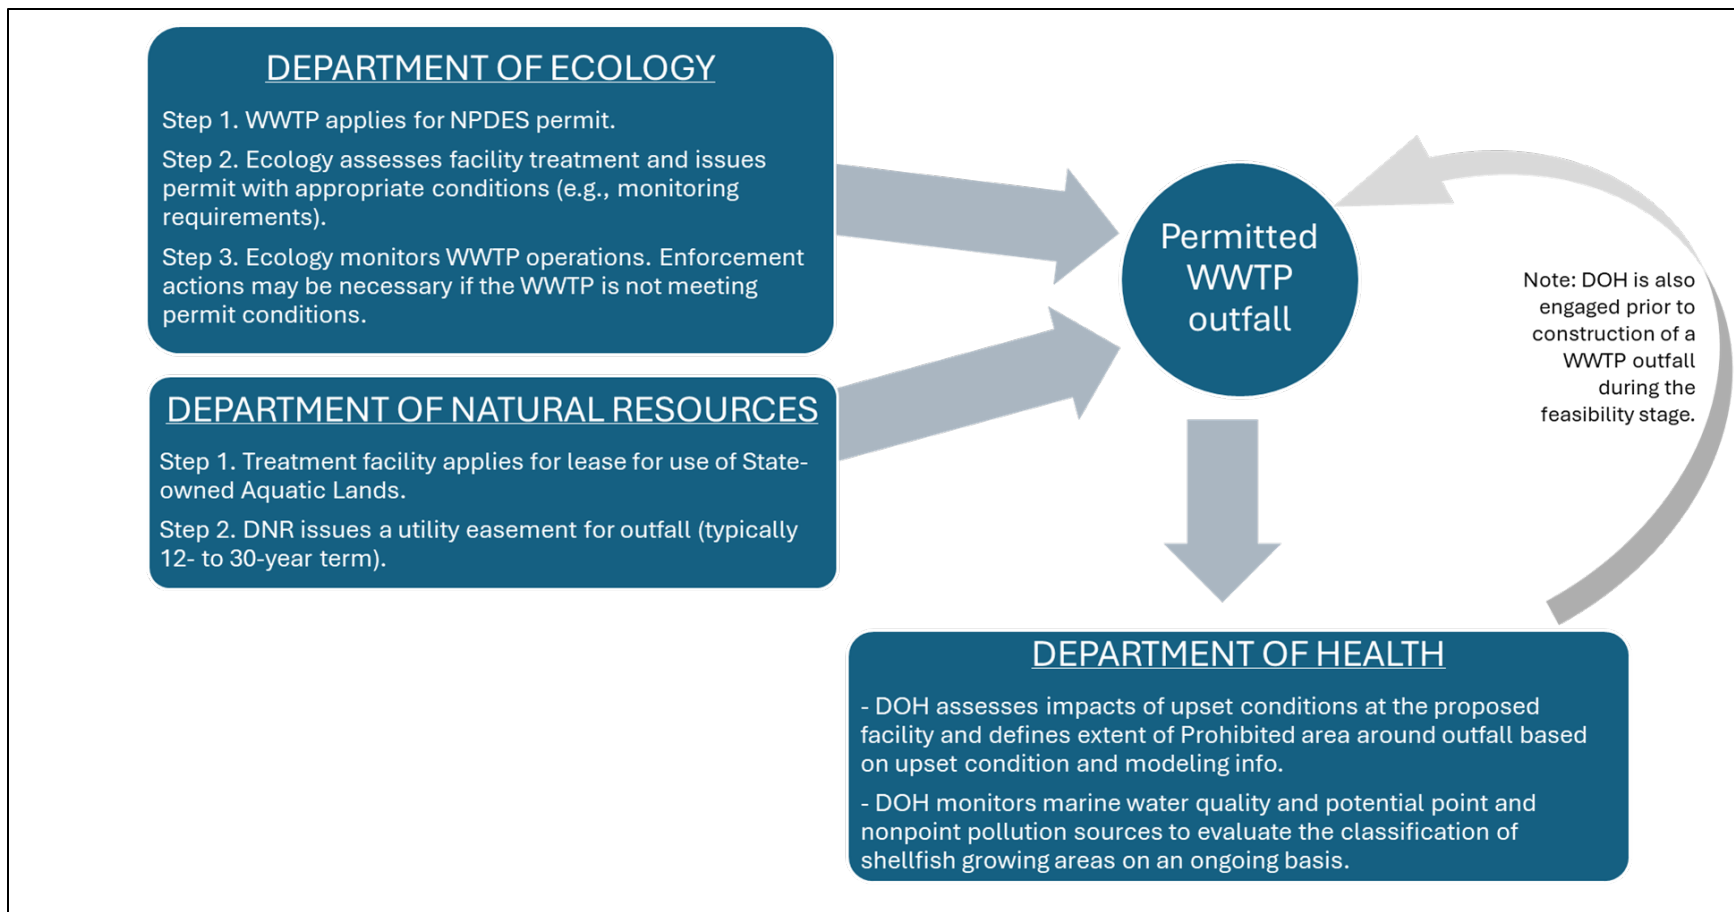 DEPARTMENT OF ECOLOGY
Step 1. WWTP applies for NPDES permit.
Step 2. Ecology assesses facility treatment and issues
permit with appropriate conditions (e.g., monitoring
requirements).
Step 3. Ecology monitors WWTP operations. Enforcement
actions may be necessary if the WWTP is not meeting
permit conditions.
DEPARTMENT OF NATURAL RESOURCES
Step 1. Treatment facility applies for lease for use of State-
owned Aquatic Lands.
Step 2. DNR issues a utility easement for outfall (typically
12- to 30-year term).
Permitted
WWTP
outfall
Note: DOH is also
engaged prior to
construction of a
WWTP outfall
during the
feasibility stage.
DEPARTMENT OF HEALTH
- DOH assesses impacts of upset conditions at the proposed
facility and defines extent of Prohibited area around outfall based
on upset condition and modeling info.
- DOH monitors marine water quality and potential point and
nonpoint pollution sources to evaluate the classification of
shellfish growing areas on an ongoing basis.